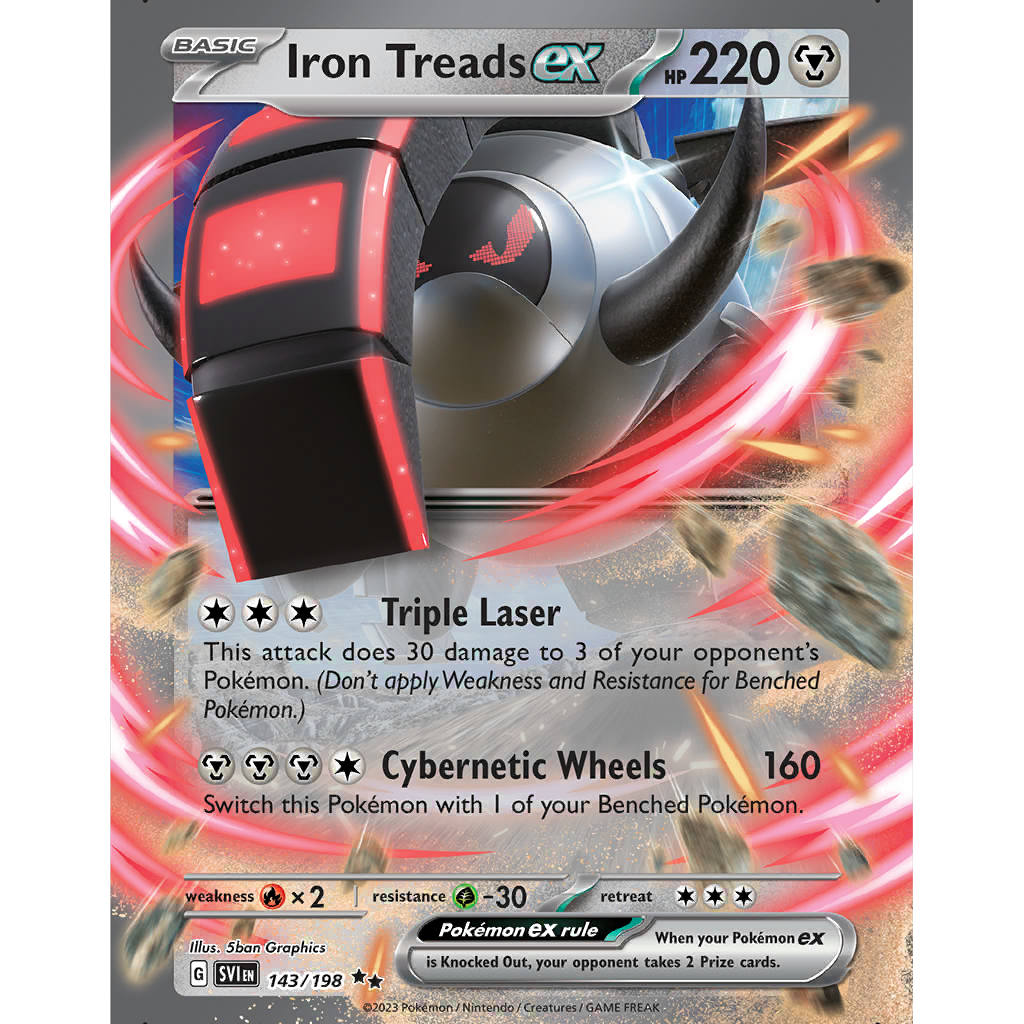 BASIC Iron Treads ex HP 220
Triple Laser
This attack does 30 damage to 3 of your opponent's
Pokémon. (Don't apply Weakness and Resistance for Benched
Pokémon.)
Cybernetic Wheels 160
Switch this Pokémon with 1 of your Benched Pokémon.
weakness ×2 resistance -30 retreat
Illus. 5ban Graphics
G SVI EN 143/198
Pokémon ex rule When your Pokémon ex
is Knocked Out, your opponent takes 2 Prize cards.
©2023 Pokémon / Nintendo / Creatures / GAME FREAK